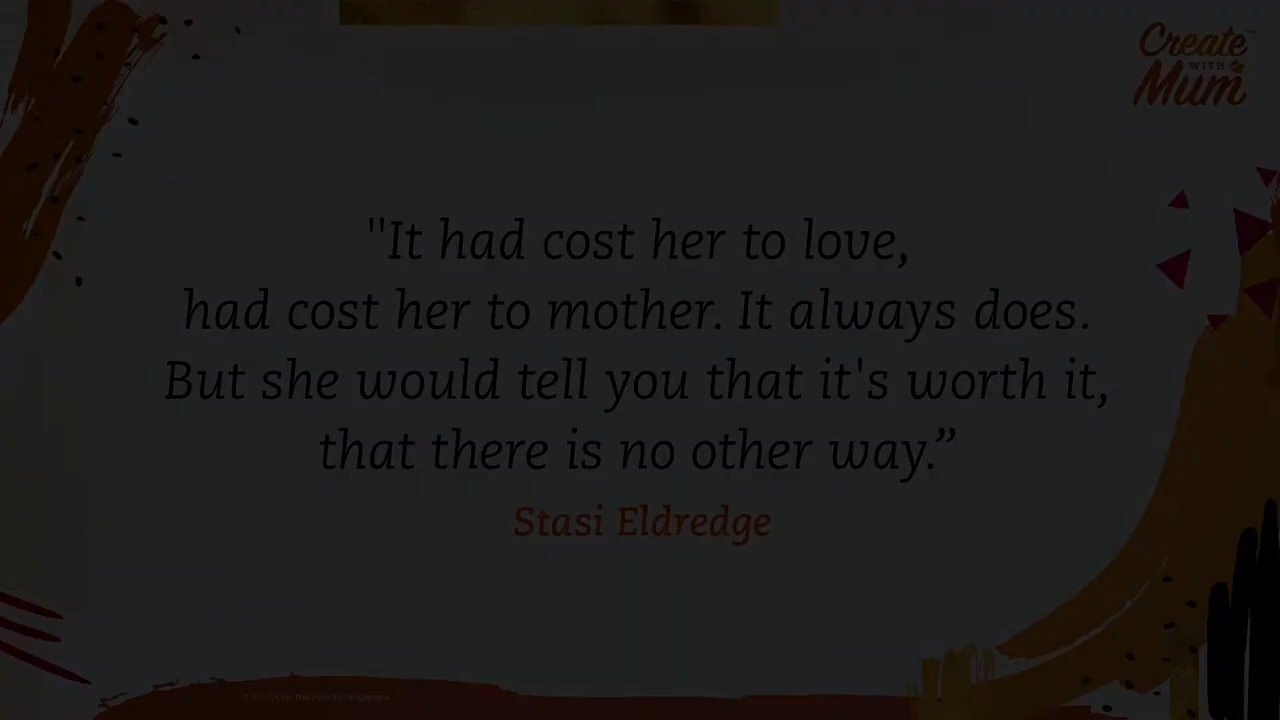 Create
WITH
Mum
"It had cost her to love,
had cost her to mother. It always does.
But she would tell you that it's worth it,
that there is no other way.”
Stasi Eldredge